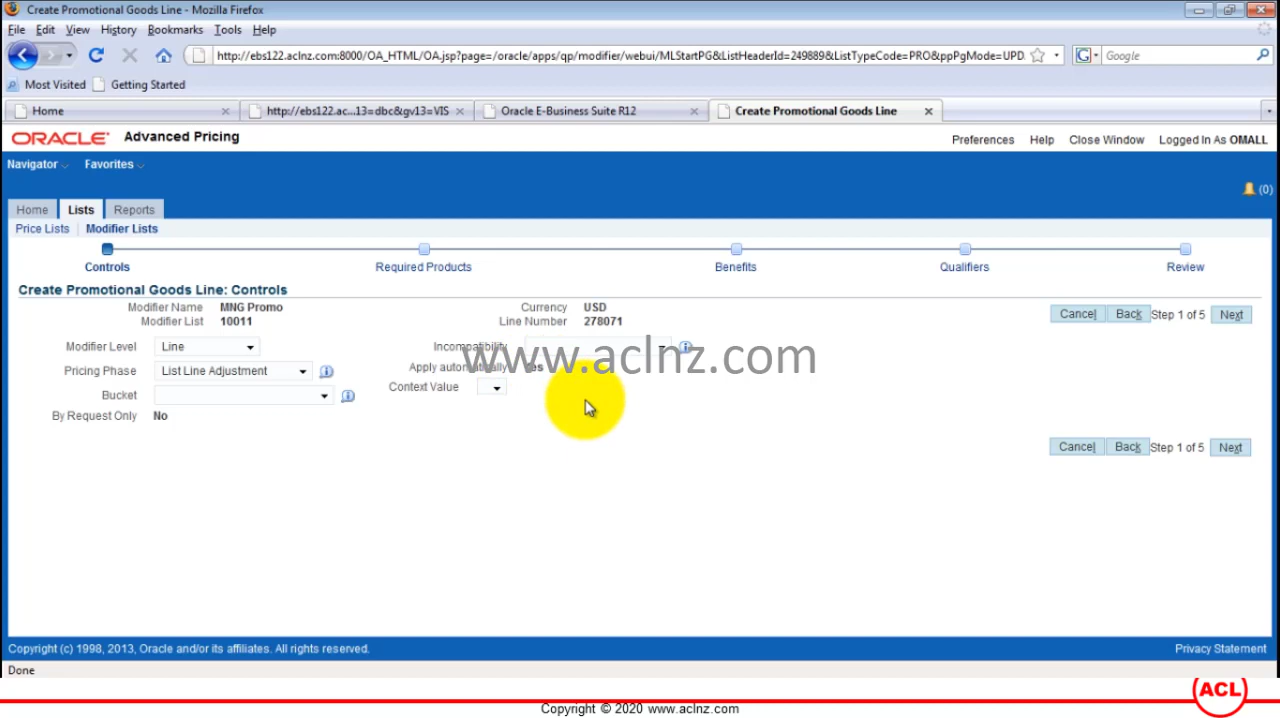 Create Promotional Goods Line - Mozilla Firefox
File Edit View History Bookmarks Tools Help
http://ebs122.aclnz.com:8000/OA_HTML/OA.jsp?page=/oracle/apps/qp/modifier/webui/MLStartPG&ListHeaderId=249889&ListTypeCode=PRO&ppPgMode=UPD
G Google
Most Visited Getting Started
Home http://ebs122.ac...13=dbc&gv13=VIS Oracle E-Business Suite R12 Create Promotional Goods Line
ORACLE Advanced Pricing
Preferences Help Close Window Logged In As OMALL
Navigator Favorites
(0)
Home Lists Reports
Price Lists Modifier Lists
Controls Required Products Benefits Qualifiers Review
Create Promotional Goods Line: Controls
Modifier Name MNG Promo Currency USD
Modifier List 10011 Line Number 278071
Cancel Back Step 1 of 5 Next
Modifier Level Line Incompatibility
www.aclnz.com
Pricing Phase List Line Adjustment Apply automatically Yes
Context Value
Bucket
By Request Only No
Cancel Back Step 1 of 5 Next
Copyright (c) 1998, 2013, Oracle and/or its affiliates. All rights reserved. Privacy Statement
Done
ACL
Copyright © 2020 www.aclnz.com